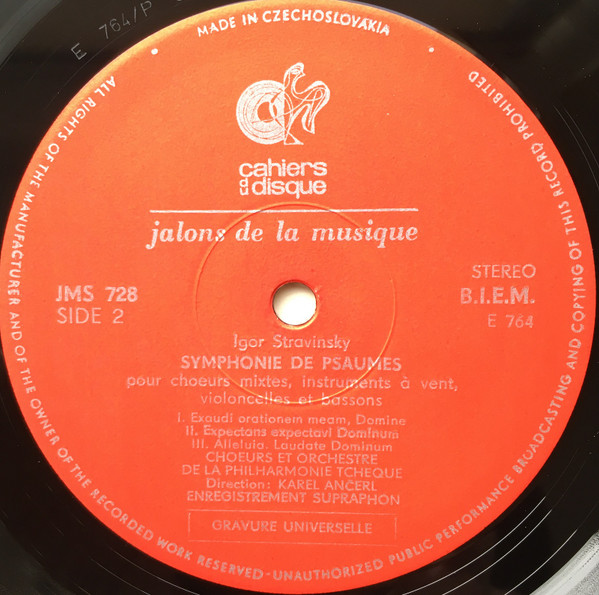 E 764/P
MADE IN CZECHOSLOVAKIA
ALL RIGHTS OF THE MANUFACTURER AND OF THE OWNER OF THE RECORDED WORK RESERVED - UNAUTHORIZED PUBLIC PERFORMANCE BROADCASTING AND COPYING OF THIS RECORD PROHIBITED
cahiers
du disque
jalons de la musique
JMS 728
SIDE 2
STEREO
B.I.E.M.
E 764
Igor Stravinsky
SYMPHONIE DE PSAUMES
pour choeurs mixtes, instruments à vent,
violoncelles et bassons
I. Exaudi orationem meam, Domine
II. Expectans expectavi Dominum
III. Alleluia. Laudate Dominum
CHOEURS ET ORCHESTRE
DE LA PHILHARMONIE TCHEQUE
Direction: KAREL ANČERL
ENREGISTREMENT SUPRAPHON
GRAVURE UNIVERSELLE